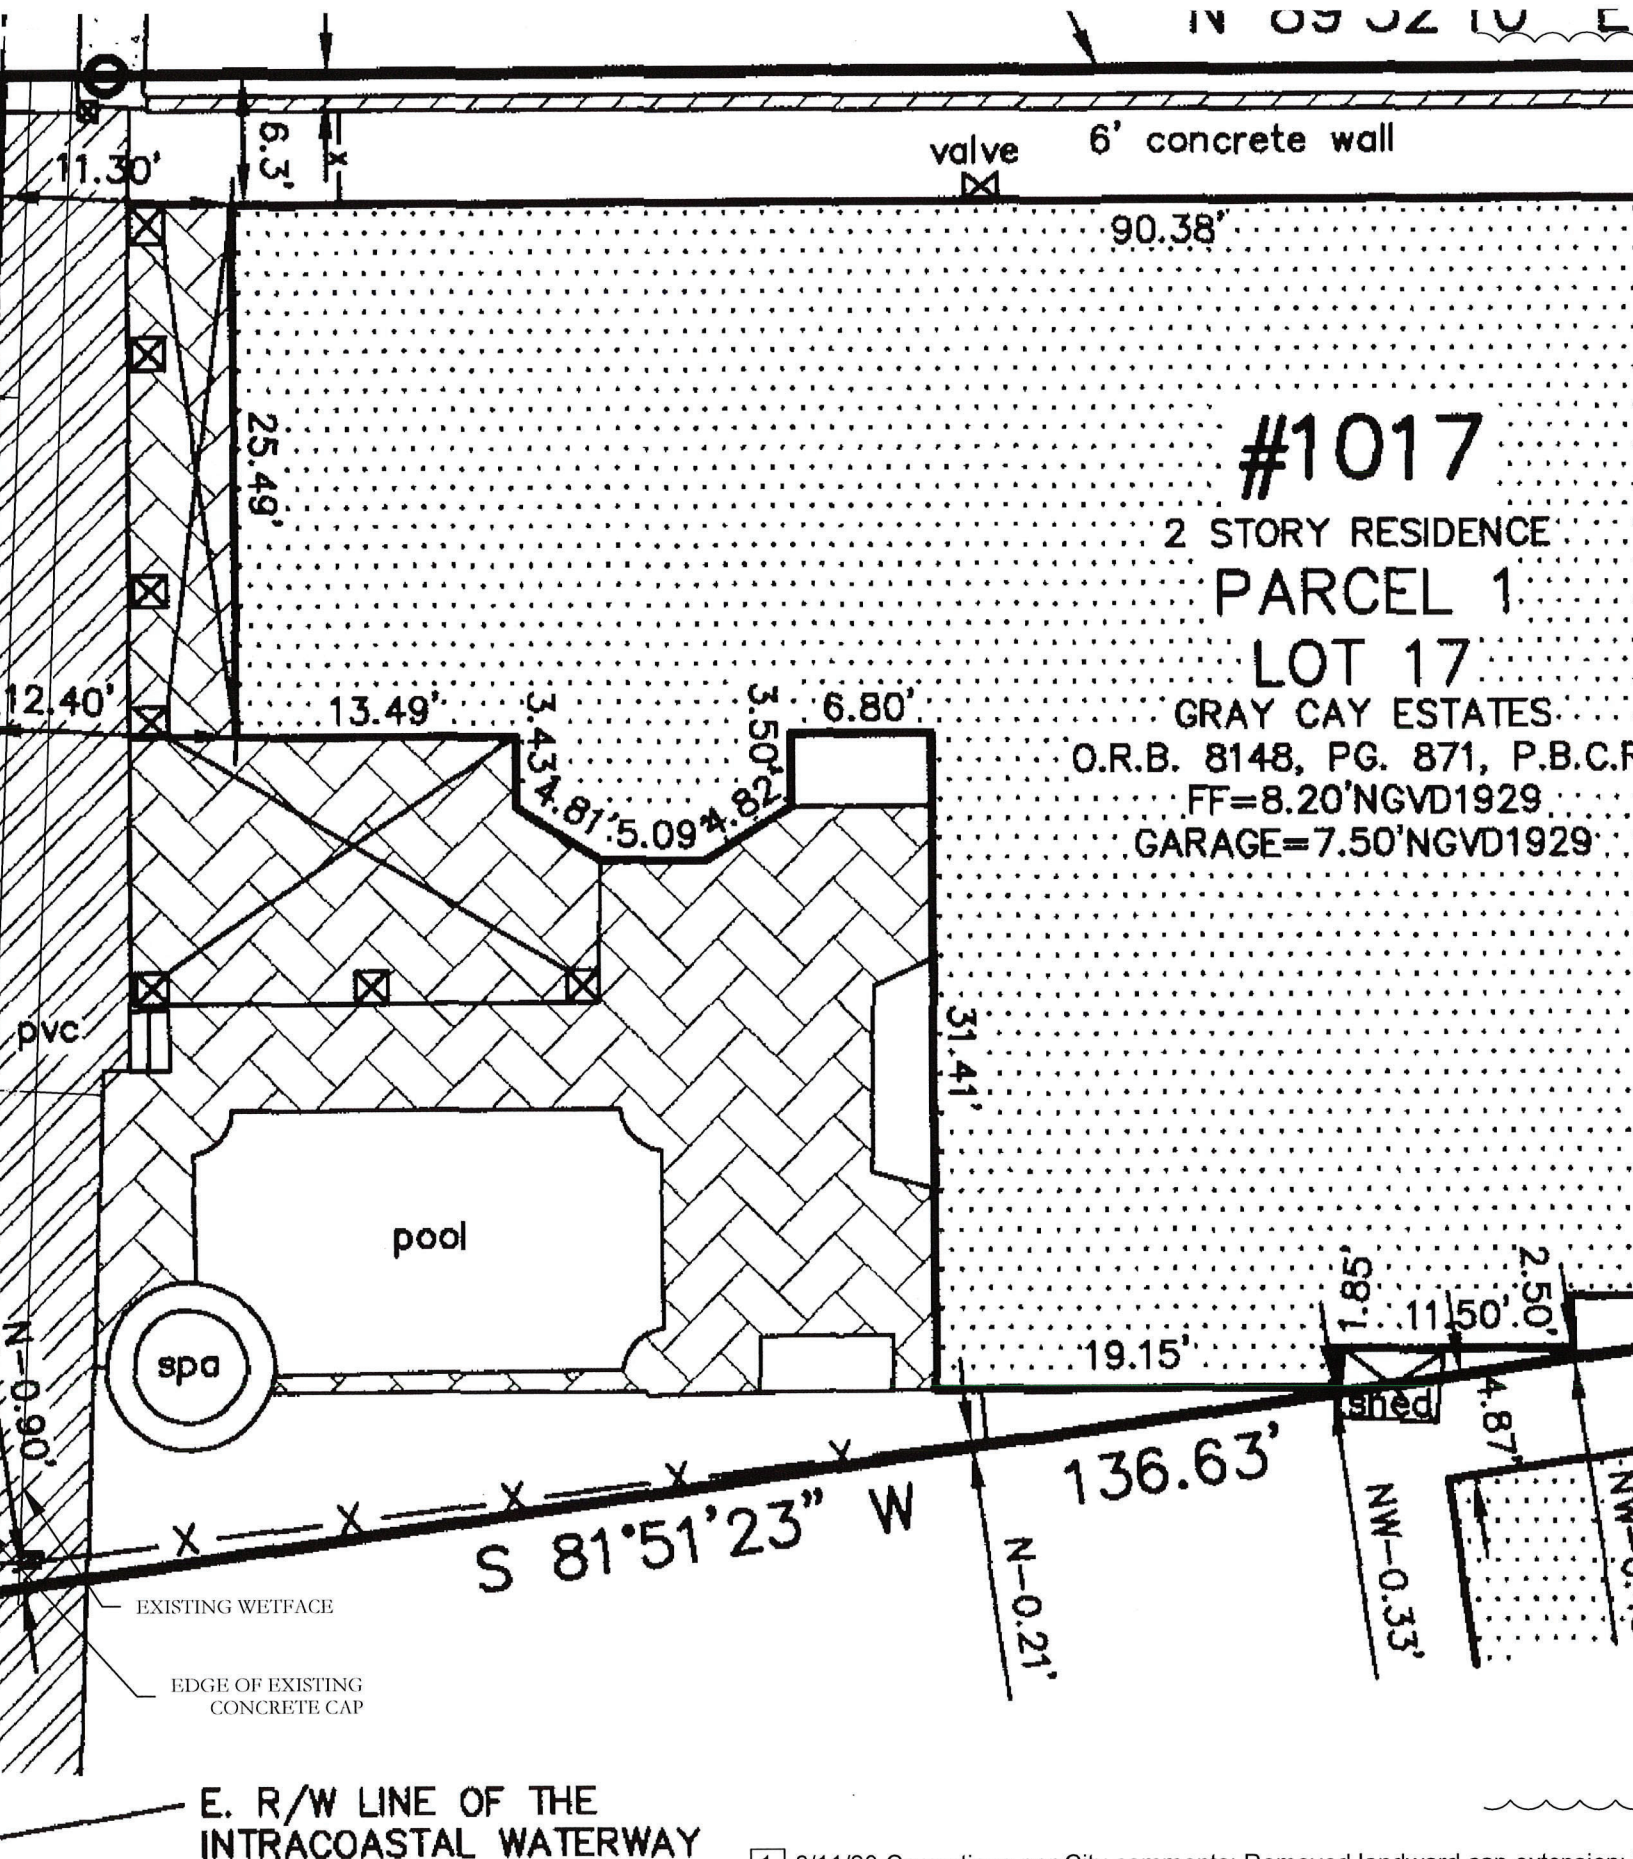 6' concrete wall
valve
11.30'
6.3'
x
90.38'
25.49'
#1017
2 STORY RESIDENCE
PARCEL 1
LOT 17
GRAY CAY ESTATES
O.R.B. 8148, PG. 871, P.B.C.R
FF=8.20'NGVD1929
GARAGE=7.50'NGVD1929
12.40'
13.49'
3.43'
4.81'
5.09'
4.82'
3.50'
6.80'
pvc
31.41'
pool
spa
N-0.90'
19.15'
1.85'
11.50'
2.50'
shed
4.87'
X X X X X
S 81°51'23" W
136.63'
N-0.21'
NW-0.33'
EXISTING WETFACE
EDGE OF EXISTING
CONCRETE CAP
E. R/W LINE OF THE
INTRACOASTAL WATERWAY